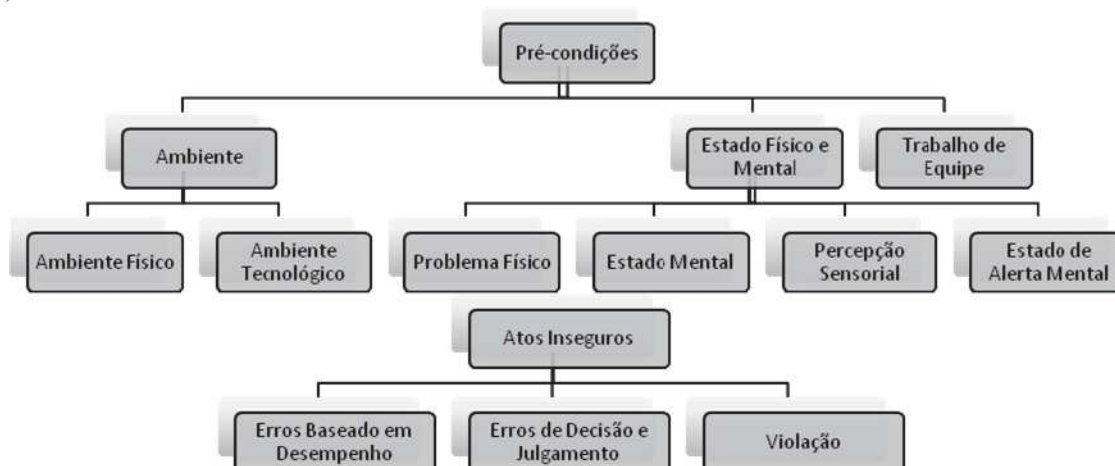 )
Pré-condições
Ambiente
Estado Físico e
Mental
Trabalho de
Equipe
Ambiente Físico
Ambiente
Tecnológico
Problema Físico
Estado Mental
Percepção
Sensorial
Estado de
Alerta Mental
Atos Inseguros
Erros Baseado em
Desempenho
Erros de Decisão e
Julgamento
Violação